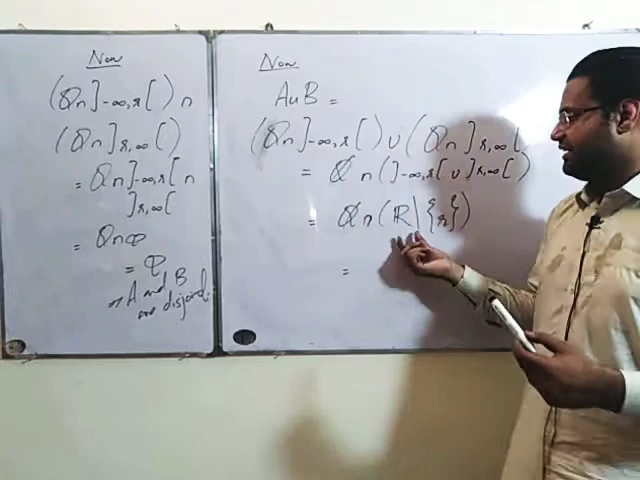 Now
(Q∩]-∞,r[)∩
(Q∩]r,∞[)
= Q∩]-∞,r[∩
]r,∞[
= Q∩φ
= φ
⇒ A and B
are disjoint.
Now
A∪B =
(Q∩]-∞,r[)∪(Q∩]r,∞[
= Q∩(]-∞,r[∪]r,∞[)
= Q∩(ℝ\{r})
=